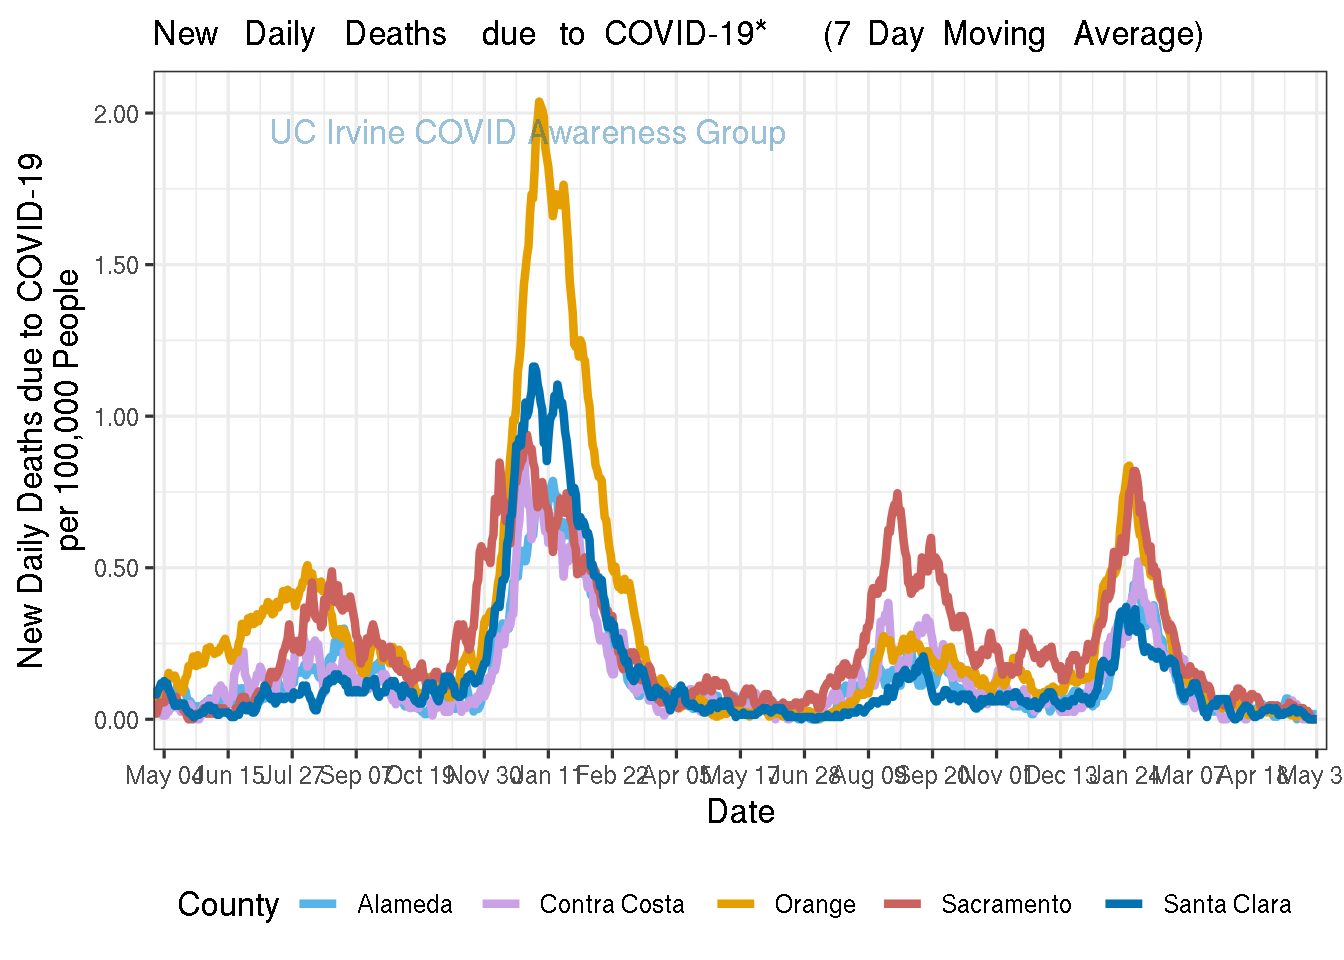 New Daily Deaths due to COVID-19* (7 Day Moving Average)
UC Irvine COVID Awareness Group
New Daily Deaths due to COVID-19
per 100,000 People
2.00
1.50
1.00
0.50
0.00
May 04 Jun 15 Jul 27 Sep 07 Oct 19 Nov 30 Jan 11 Feb 22 Apr 05 May 17 Jun 28 Aug 09 Sep 20 Nov 01 Dec 13 Jan 24 Mar 07 Apr 18 May 3
Date
County Alameda Contra Costa Orange Sacramento Santa Clara